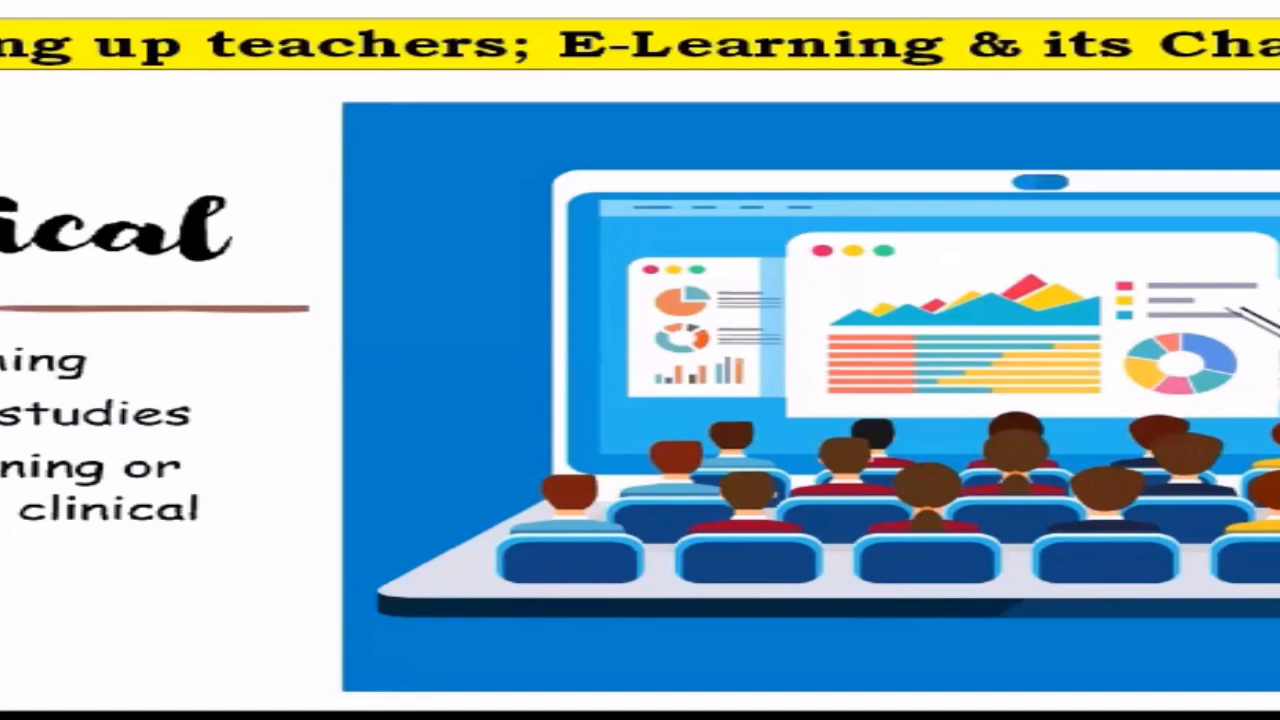 ng up teachers; E-Learning & its Cha
ical
ning
studies
ning or
clinical